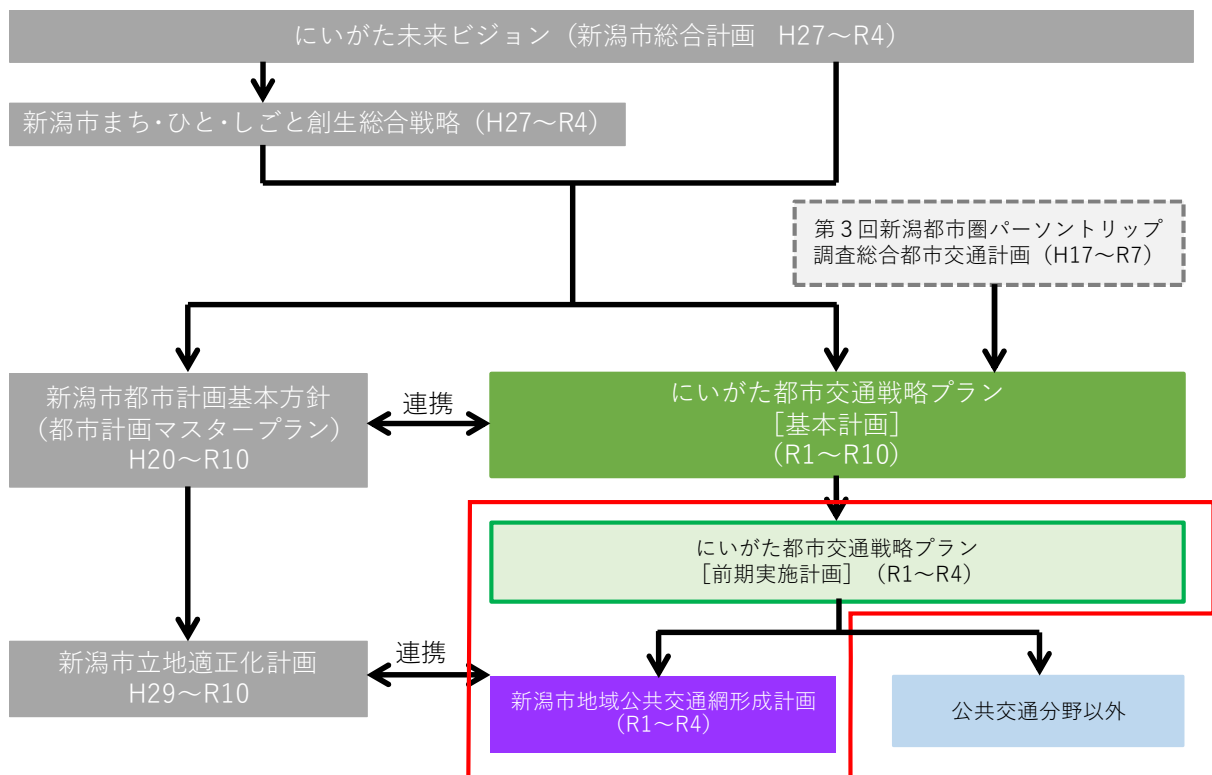 にいがた未来ビジョン（新潟市総合計画　H27～R4）
新潟市まち・ひと・しごと創生総合戦略（H27～R4）
第３回新潟都市圏パーソントリップ
調査総合都市交通計画（H17～R7）
新潟市都市計画基本方針
（都市計画マスタープラン）
H20～R10
連携
にいがた都市交通戦略プラン
［基本計画］
（R1～R10）
にいがた都市交通戦略プラン
［前期実施計画］（R1～R4）
新潟市立地適正化計画
H29～R10
連携
新潟市地域公共交通網形成計画
（R1～R4）
公共交通分野以外